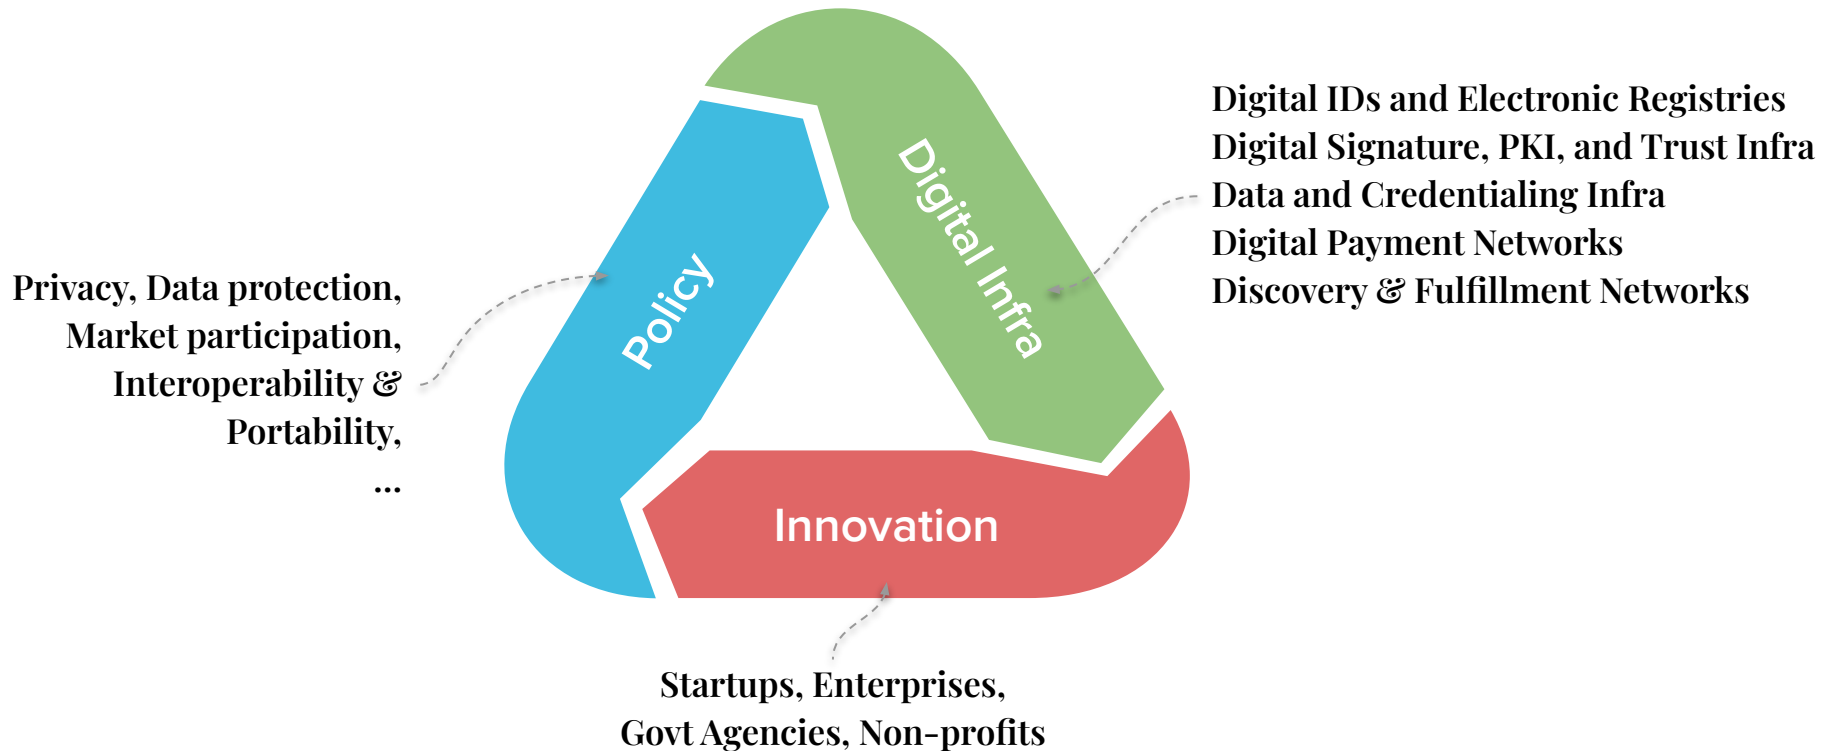 Digital IDs and Electronic Registries
Digital Signature, PKI, and Trust Infra
Data and Credentialing Infra
Digital Payment Networks
Discovery & Fulfillment Networks
Digital Infra
Policy
Privacy, Data protection,
Market participation,
Interoperability &
Portability,
...
Innovation
Startups, Enterprises,
Govt Agencies, Non-profits